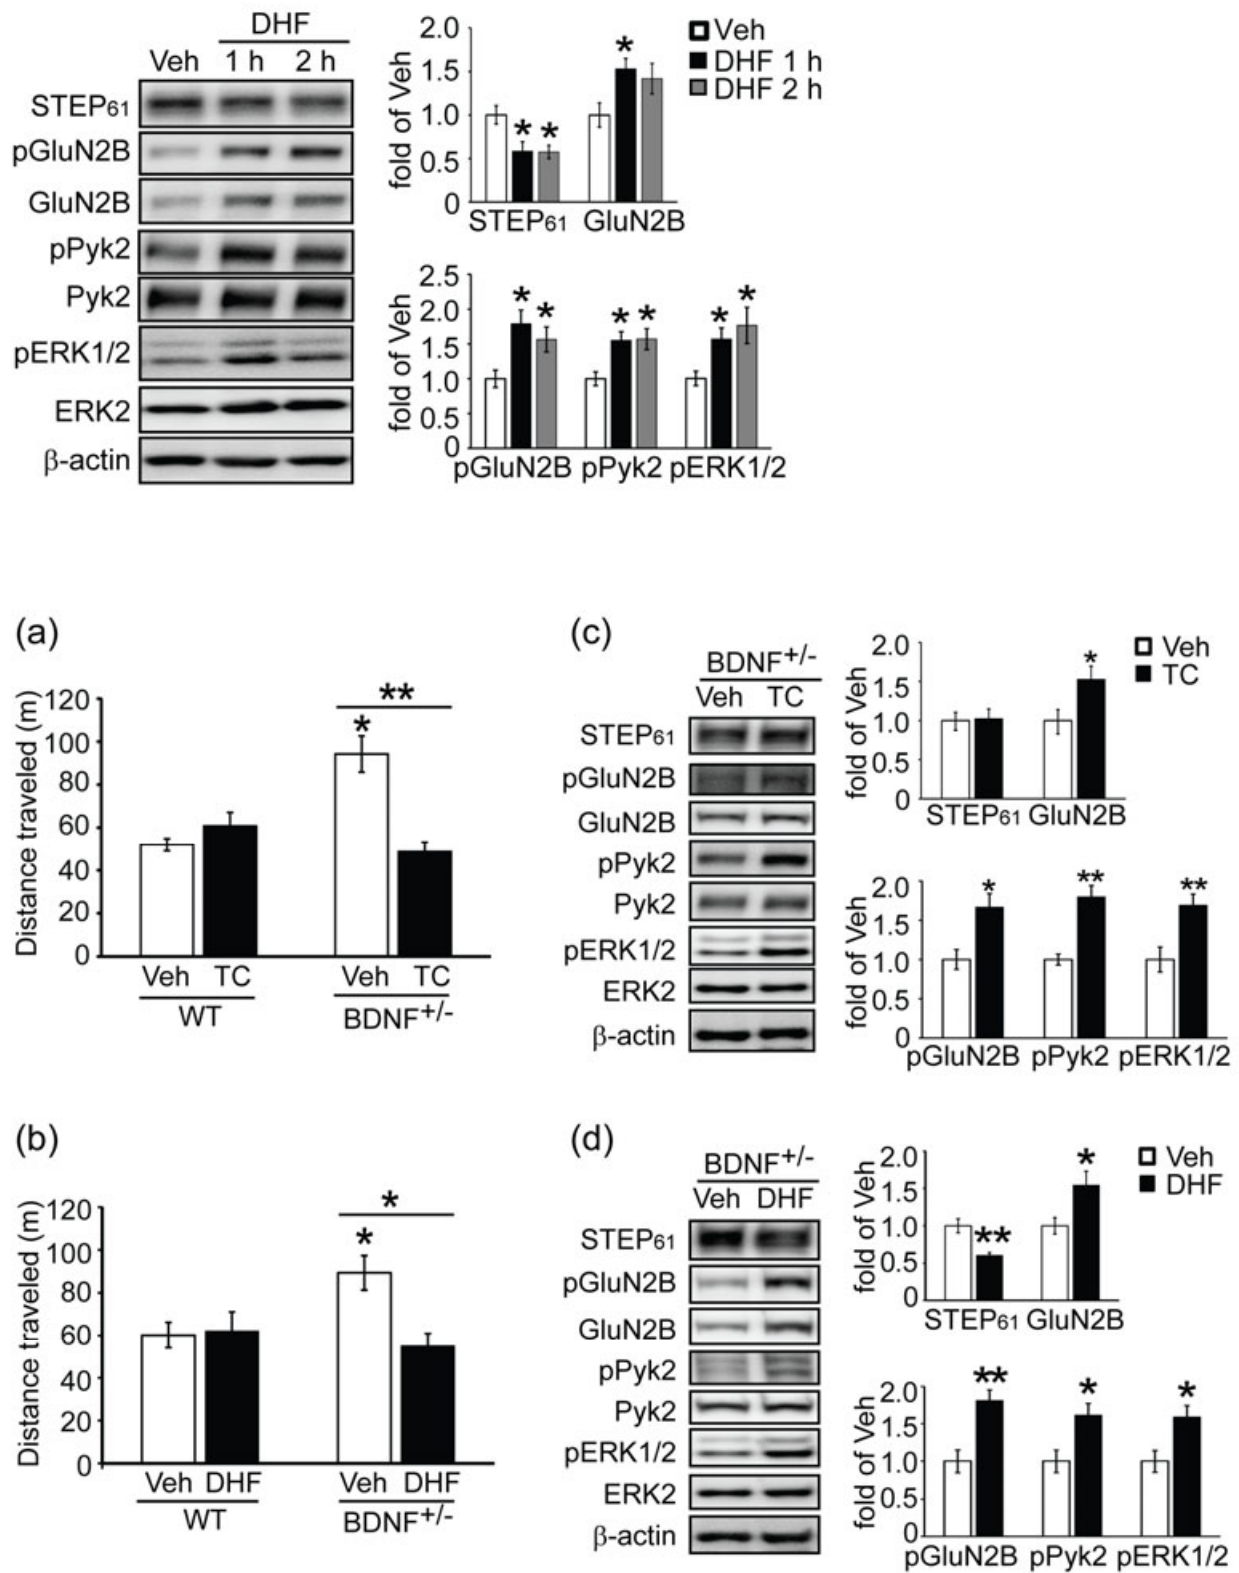 DHF
Veh 1 h 2 h
STEP61
pGluN2B
GluN2B
pPyk2
Pyk2
pERK1/2
ERK2
β-actin
fold of Veh
2.0
1.5
1.0
0.5
0
* * *
STEP61 GluN2B
Veh
DHF 1 h
DHF 2 h
fold of Veh
2.5
2.0
1.5
1.0
0.5
0
* * * * * *
pGluN2B pPyk2 pERK1/2
(a)
Distance traveled (m)
120
100
80
60
40
20
0
**
*
Veh TC Veh TC
WT BDNF+/-
(b)
Distance traveled (m)
120
100
80
60
40
20
0
*
*
Veh DHF Veh DHF
WT BDNF+/-
(c)
BDNF+/-
Veh TC
STEP61
pGluN2B
GluN2B
pPyk2
Pyk2
pERK1/2
ERK2
β-actin
fold of Veh
2.0
1.5
1.0
0.5
0
*
STEP61 GluN2B
Veh
TC
fold of Veh
2.0
1.5
1.0
0.5
0
* ** **
pGluN2B pPyk2 pERK1/2
(d)
BDNF+/-
Veh DHF
STEP61
pGluN2B
GluN2B
pPyk2
Pyk2
pERK1/2
ERK2
β-actin
fold of Veh
2.0
1.5
1.0
0.5
0
** *
STEP61 GluN2B
Veh
DHF
fold of Veh
2.0
1.5
1.0
0.5
0
** * *
pGluN2B pPyk2 pERK1/2